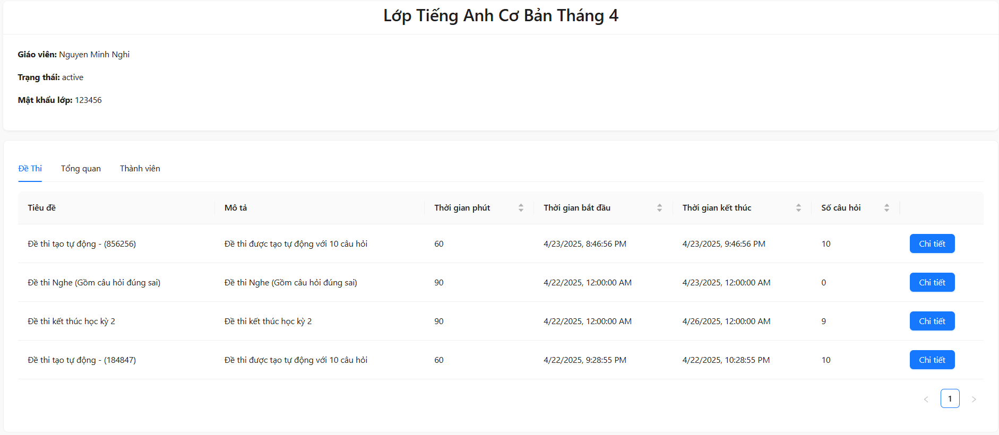 Lớp Tiếng Anh Cơ Bản Tháng 4
Giáo viên: Nguyen Minh Nghi
Trạng thái: active
Mật khẩu lớp: 123456
Đề Thi Tổng quan Thành viên
Tiêu đề Mô tả Thời gian phút Thời gian bắt đầu Thời gian kết thúc Số câu hỏi
Đề thi tạo tự động - (856256) Đề thi được tạo tự động với 10 câu hỏi 60 4/23/2025, 8:46:56 PM 4/23/2025, 9:46:56 PM 10 Chi tiết
Đề thi Nghe (Gồm câu hỏi đúng sai) Đề thi Nghe (Gồm câu hỏi đúng sai) 90 4/22/2025, 12:00:00 AM 4/23/2025, 12:00:00 AM 0 Chi tiết
Đề thi kết thúc học kỳ 2 Đề thi kết thúc học kỳ 2 90 4/22/2025, 12:00:00 AM 4/26/2025, 12:00:00 AM 9 Chi tiết
Đề thi tạo tự động - (184847) Đề thi được tạo tự động với 10 câu hỏi 60 4/22/2025, 9:28:55 PM 4/22/2025, 10:28:55 PM 10 Chi tiết
< 1 >